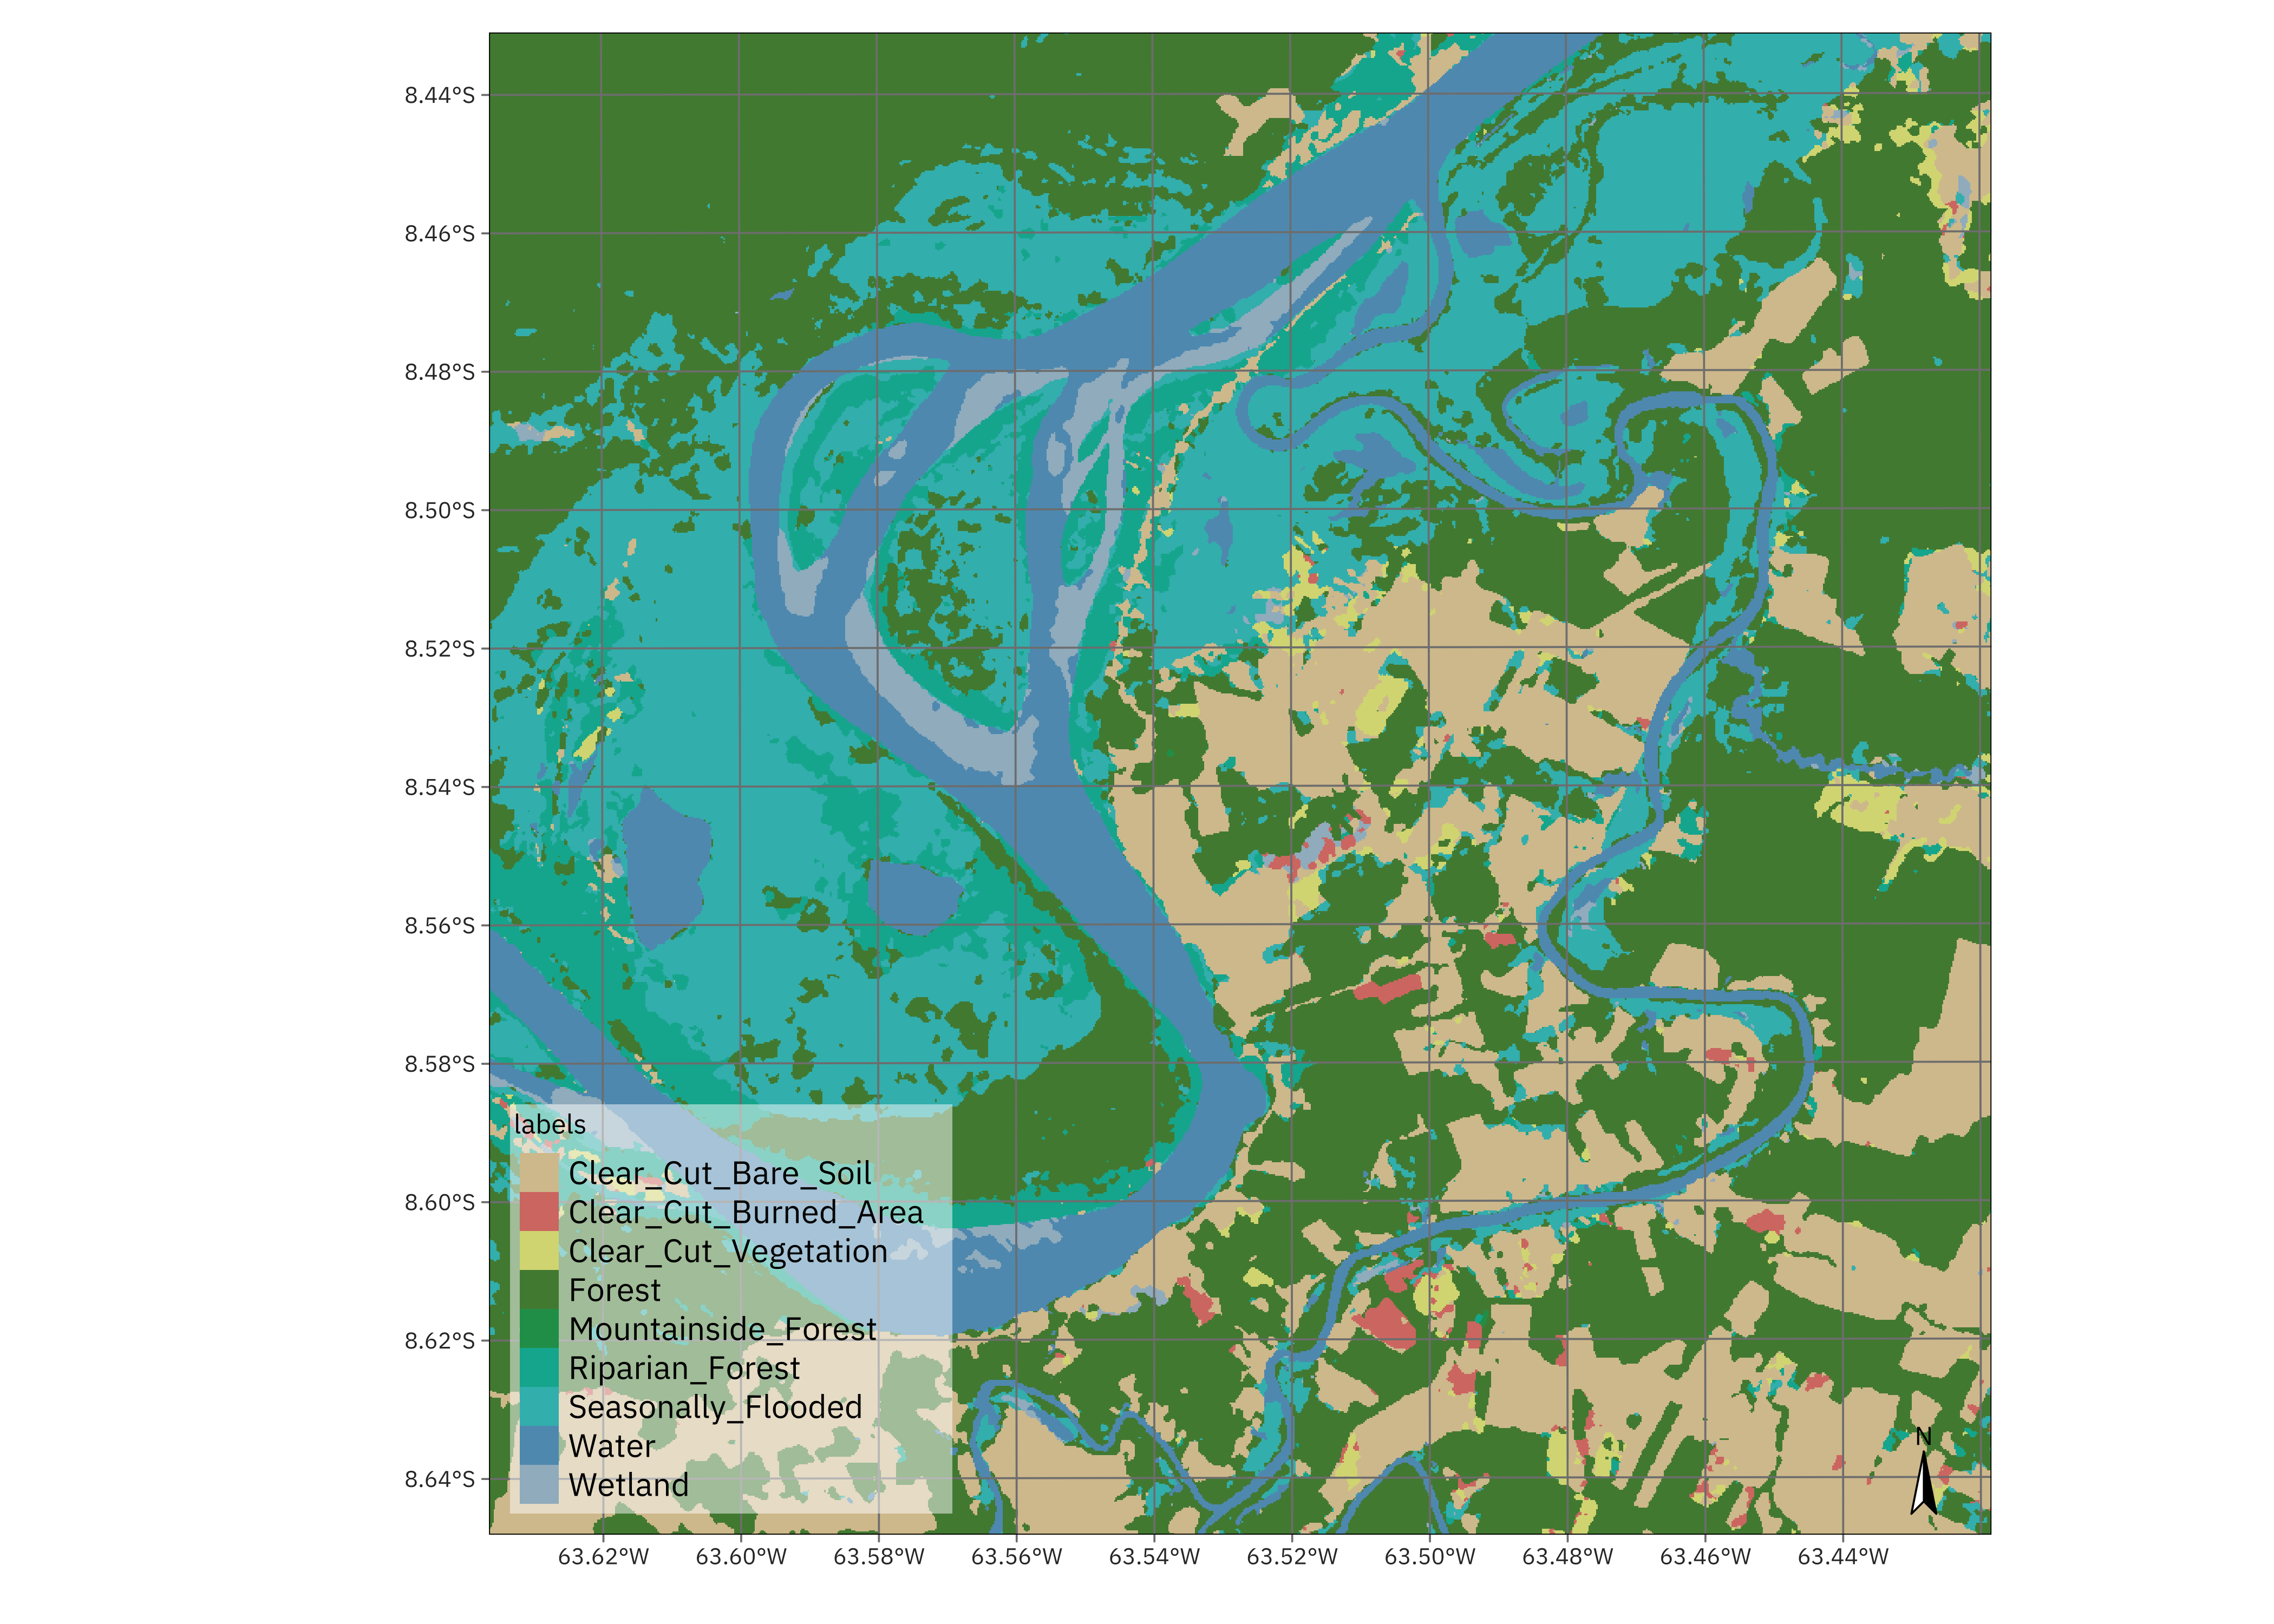 8.44°S
8.46°S
8.48°S
8.50°S
8.52°S
8.54°S
8.56°S
8.58°S
8.60°S
8.62°S
8.64°S
labels
Clear_Cut_Bare_Soil
Clear_Cut_Burned_Area
Clear_Cut_Vegetation
Forest
Mountainside_Forest
Riparian_Forest
Seasonally_Flooded
Water
Wetland
N
63.62°W 63.60°W 63.58°W 63.56°W 63.54°W 63.52°W 63.50°W 63.48°W 63.46°W 63.44°W